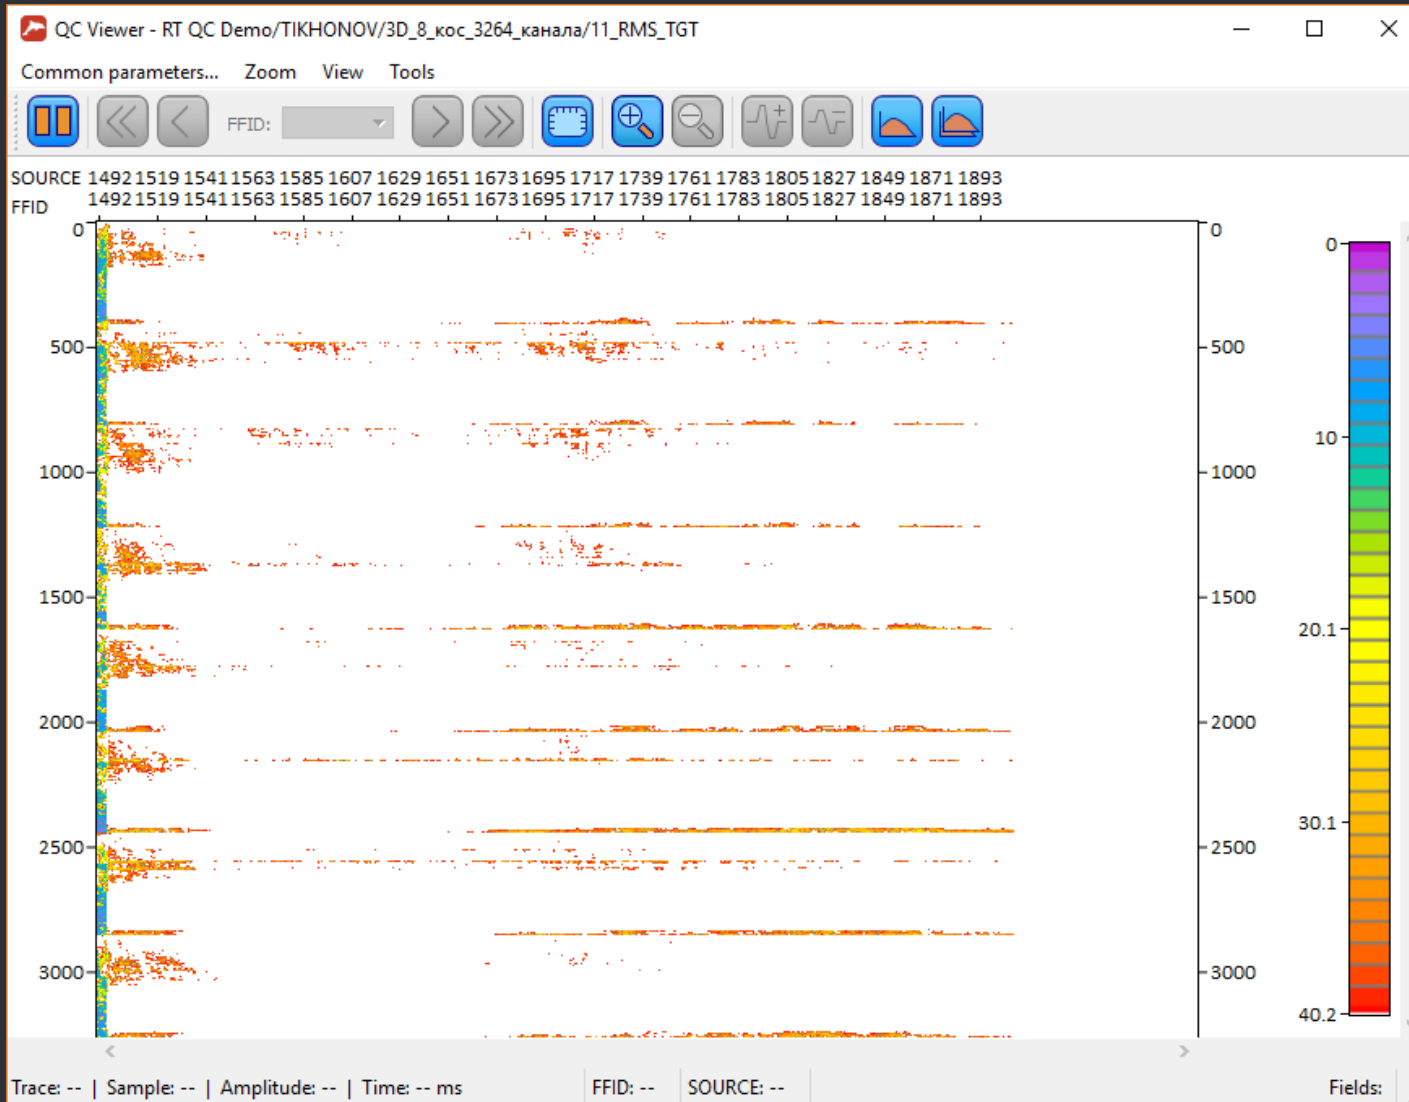 QC Viewer - RT QC Demo/TIKHONOV/3D_8_кос_3264_канала/11_RMS_TGT
Common parameters... Zoom View Tools
FFID:
SOURCE 1492 1519 1541 1563 1585 1607 1629 1651 1673 1695 1717 1739 1761 1783 1805 1827 1849 1871 1893
FFID 1492 1519 1541 1563 1585 1607 1629 1651 1673 1695 1717 1739 1761 1783 1805 1827 1849 1871 1893
0 0 0
500 500
10
1000 1000
1500 1500
20.1
2000 2000
30.1
2500 2500
3000 3000
40.2
Trace: -- | Sample: -- | Amplitude: -- | Time: -- ms FFID: -- SOURCE: -- Fields: